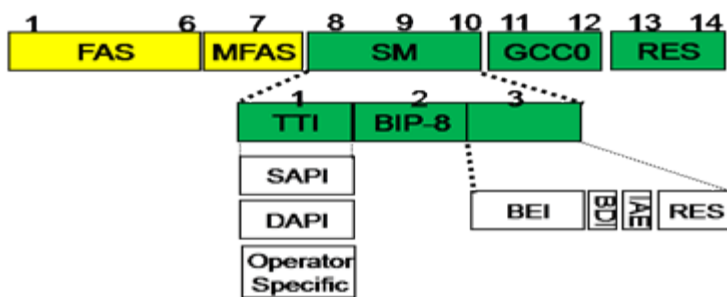 1 6 7 8 9 10 11 12 13 14
FAS MFAS SM GCC0 RES
1 2 3
TTI BIP-8
SAPI
DAPI
BEI BDI IAE RES
Operator
Specific